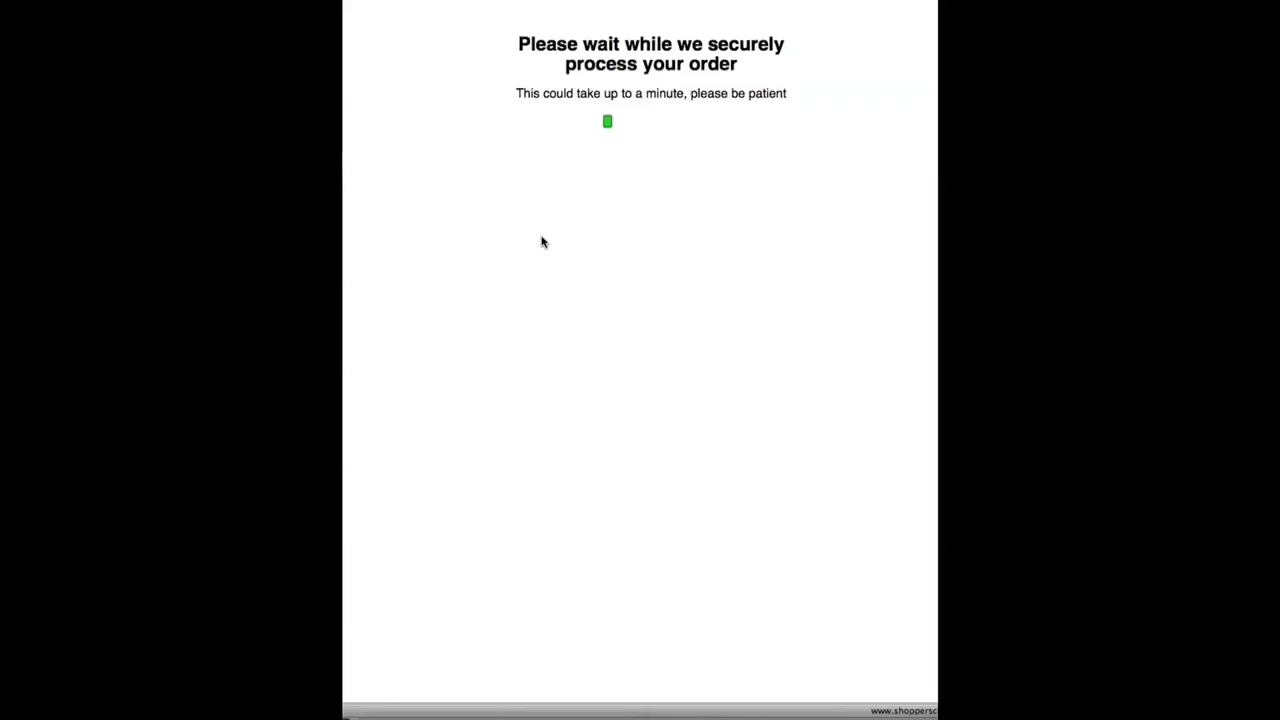 Please wait while we securely
process your order
This could take up to a minute, please be patient